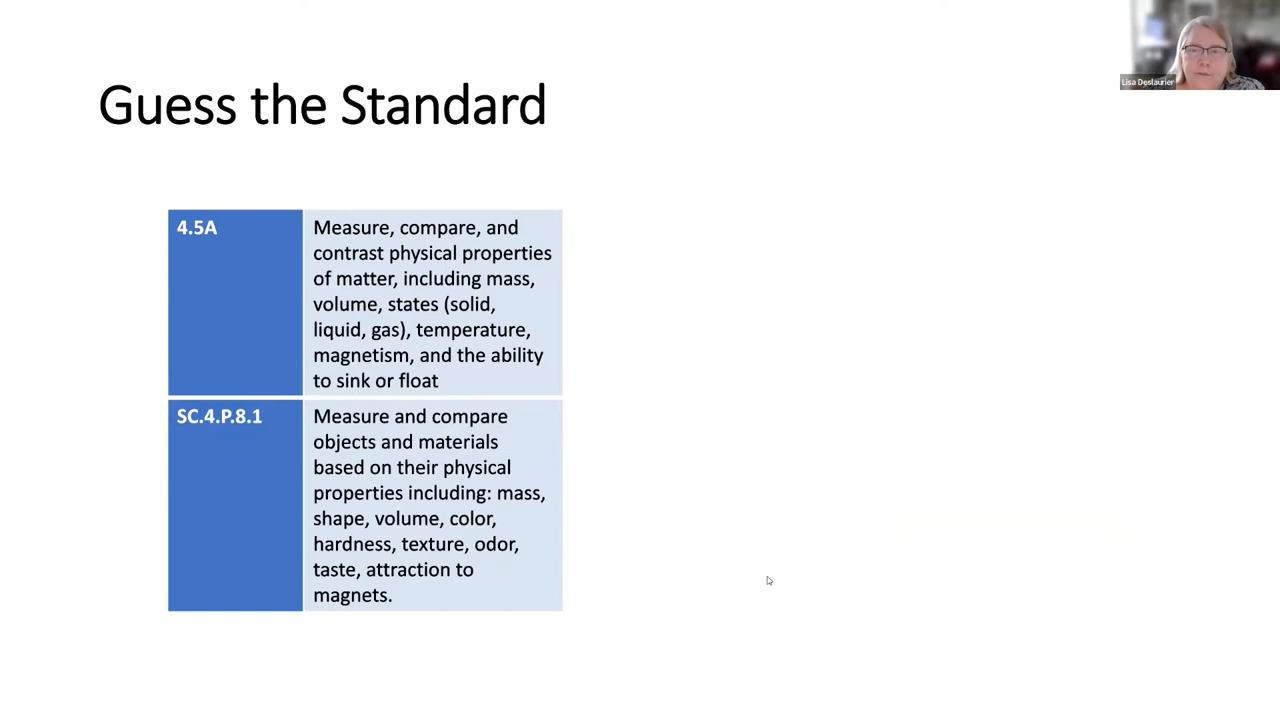 Lisa Deslaurier
Guess the Standard
4.5A
Measure, compare, and
contrast physical properties
of matter, including mass,
volume, states (solid,
liquid, gas), temperature,
magnetism, and the ability
to sink or float
SC.4.P.8.1
Measure and compare
objects and materials
based on their physical
properties including: mass,
shape, volume, color,
hardness, texture, odor,
taste, attraction to
magnets.